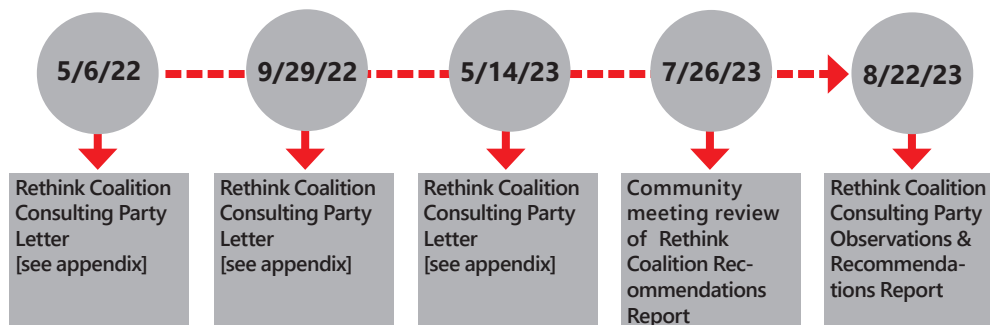 5/6/22
9/29/22
5/14/23
7/26/23
8/22/23
Rethink Coalition
Consulting Party
Letter
[see appendix]
Rethink Coalition
Consulting Party
Letter
[see appendix]
Rethink Coalition
Consulting Party
Letter
[see appendix]
Community
meeting review
of Rethink
Coalition Rec-
ommendations
Report
Rethink Coalition
Consulting Party
Observations &
Recommenda-
tions Report